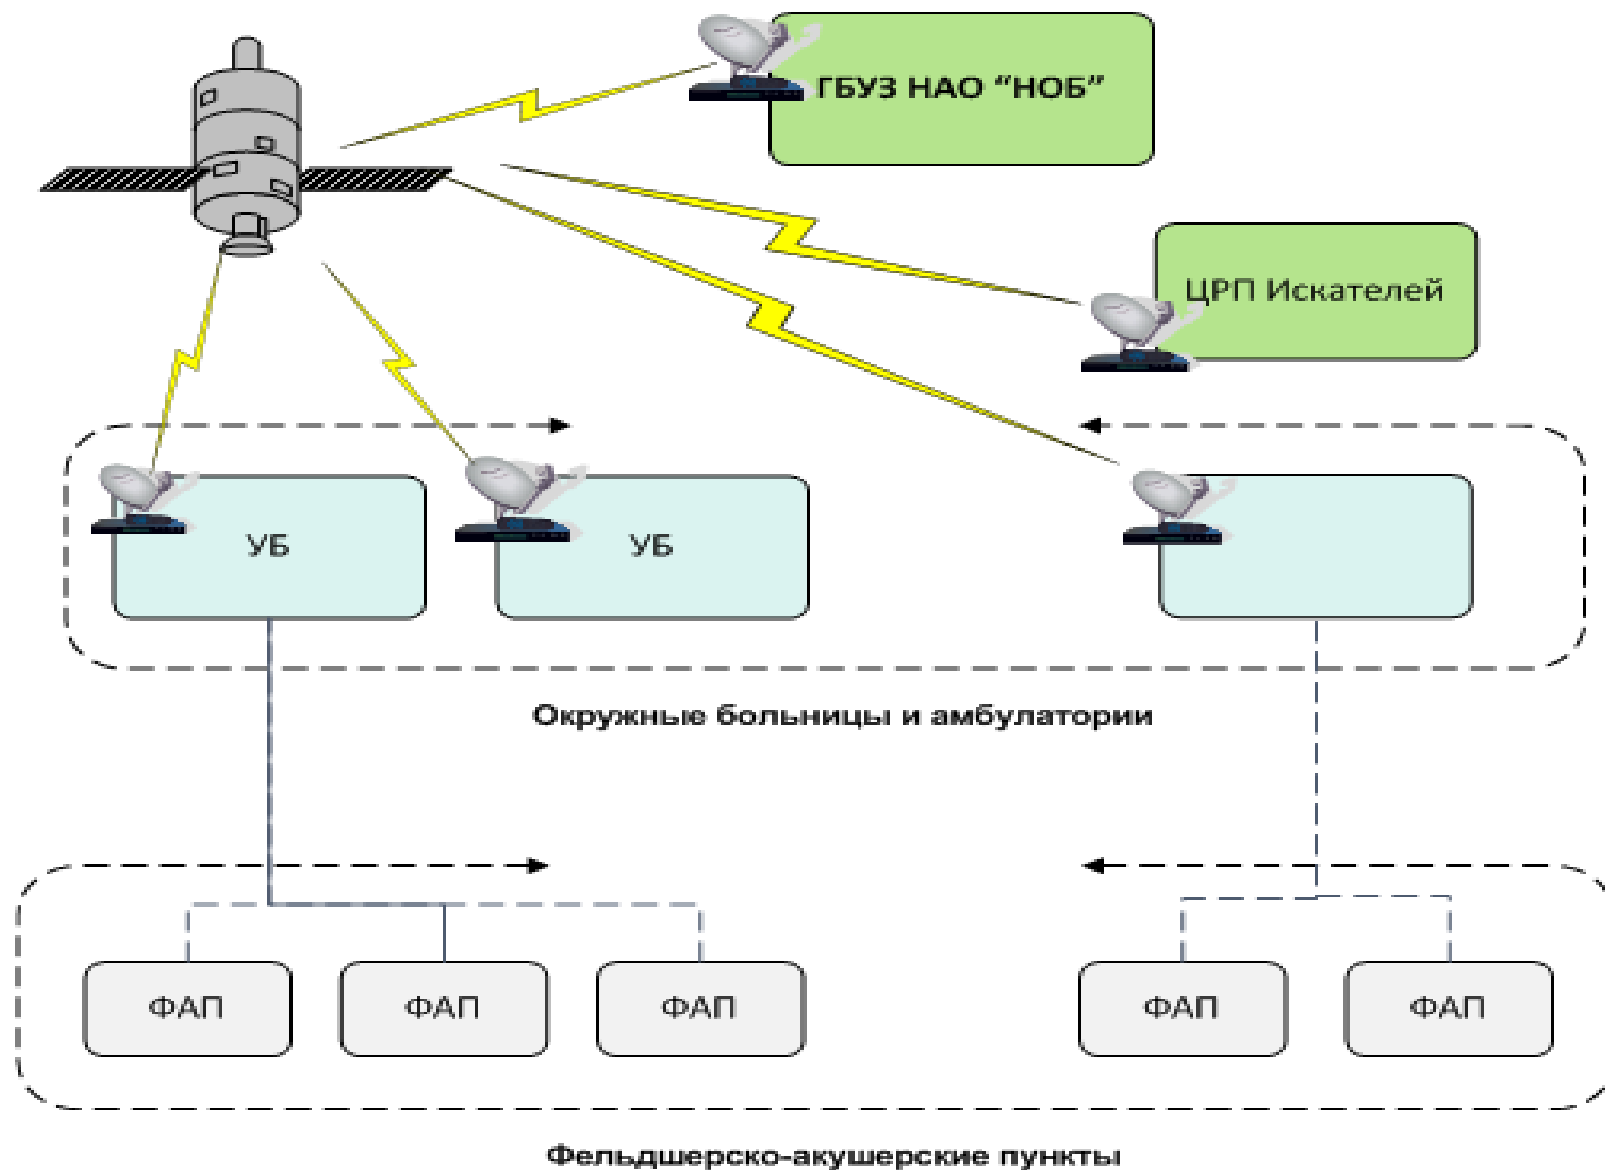 ГБУЗ НАО “НОБ”
ЦРП Искателей
УБ
УБ
Окружные больницы и амбулатории
ФАП
ФАП
ФАП
ФАП
ФАП
Фельдшерско-акушерские пункты